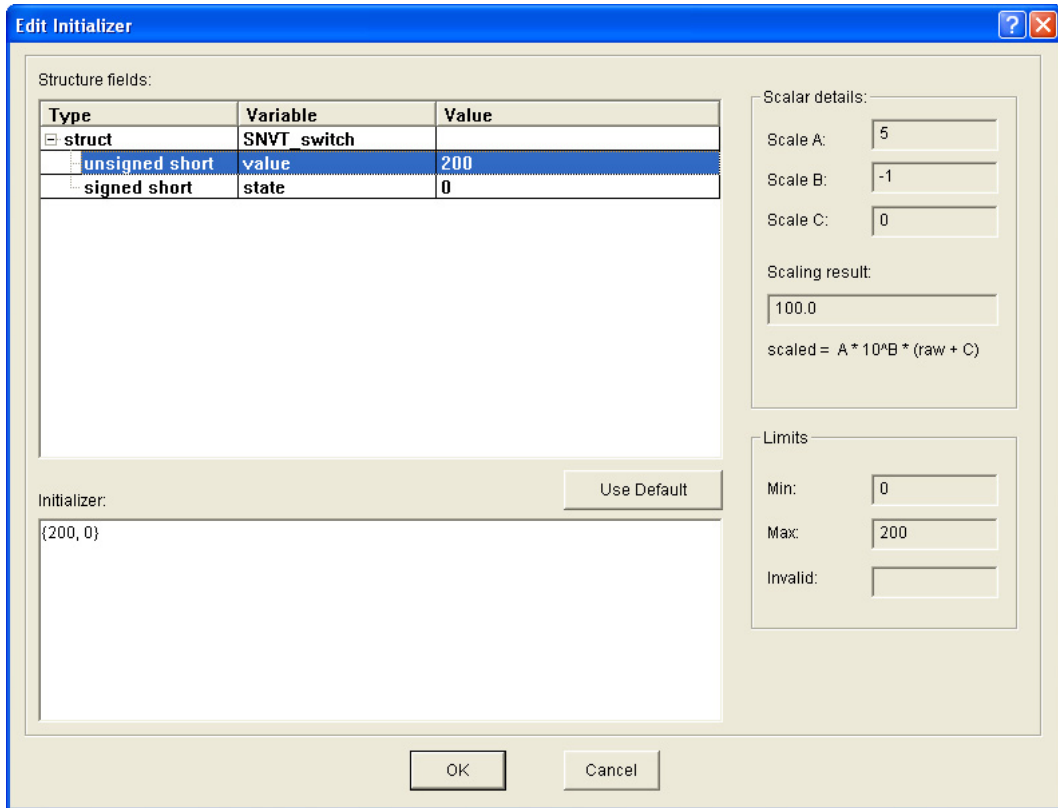 Edit Initializer
Structure fields:
Type Variable Value
struct SNVT_switch
unsigned short value 200
signed short state 0
Use Default
Initializer:
{200, 0}
Scalar details:
Scale A: 5
Scale B: -1
Scale C: 0
Scaling result:
100.0
scaled = A * 10^B * (raw + C)
Limits
Min: 0
Max: 200
Invalid:
OK Cancel